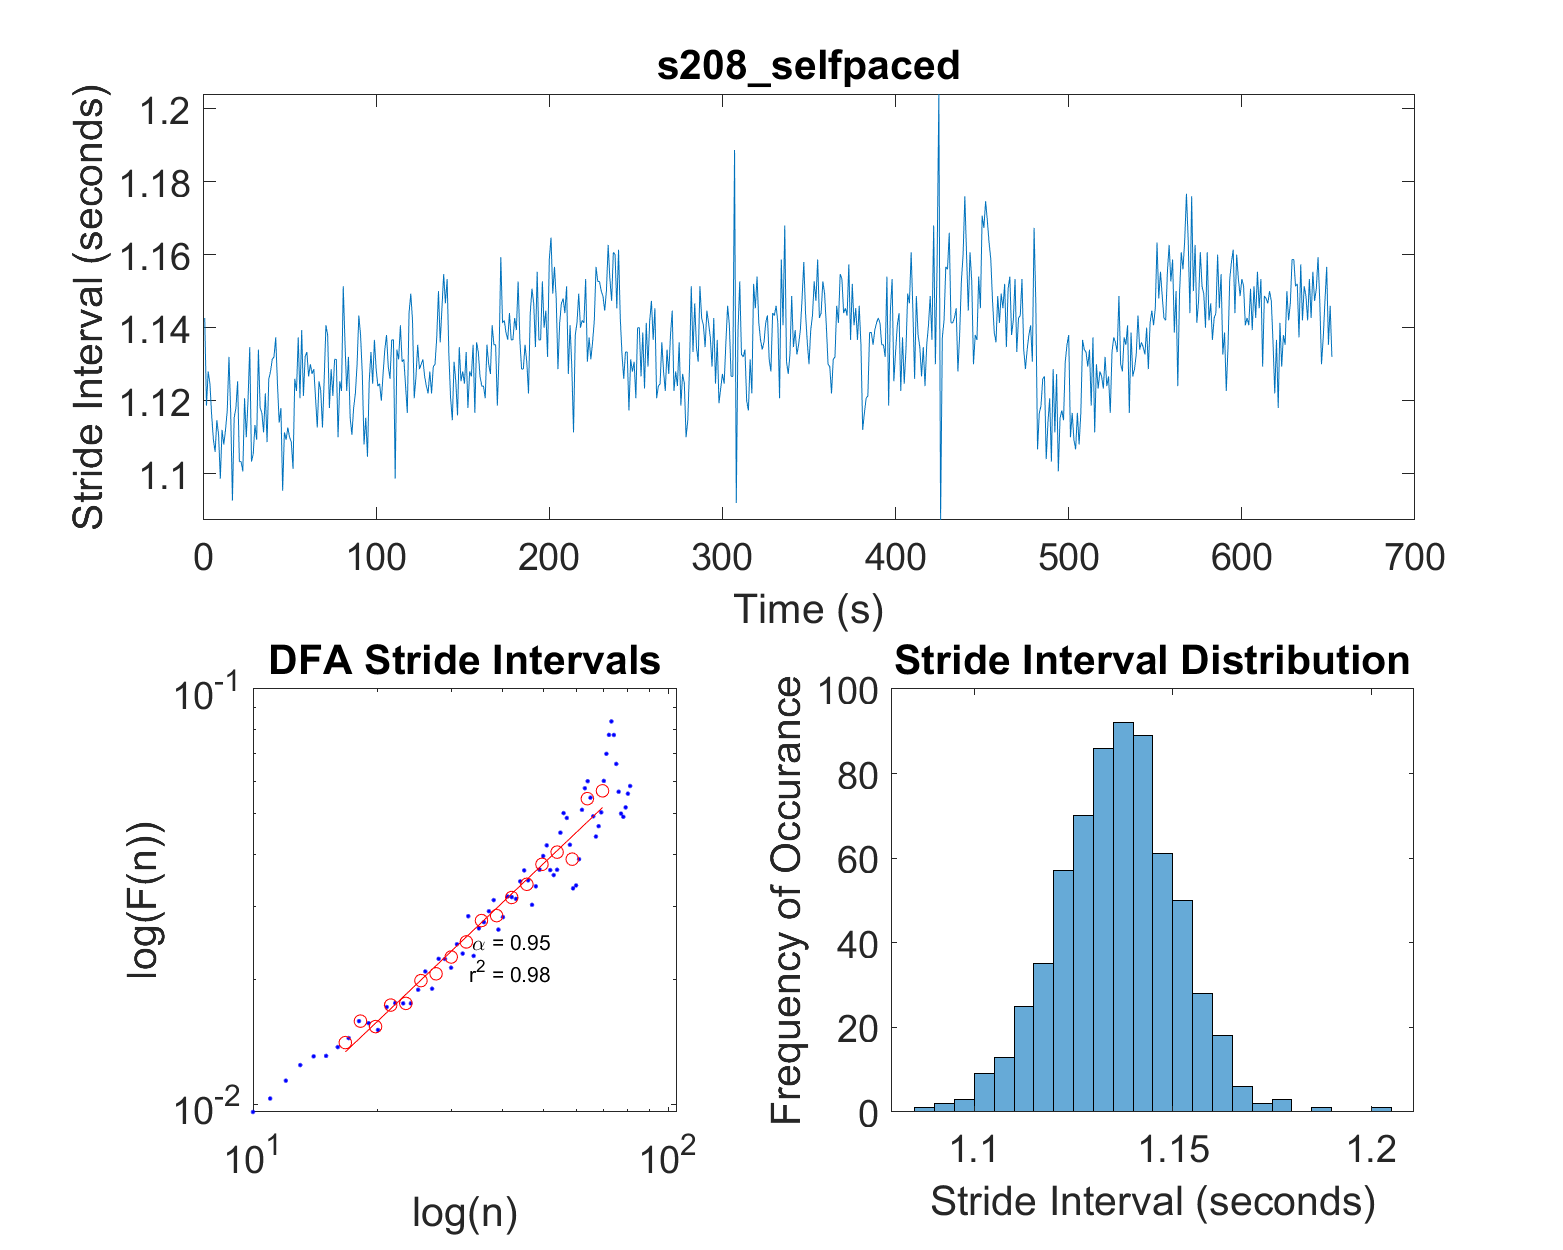 s208_selfpaced
Stride Interval (seconds)
1.2
1.18
1.16
1.14
1.12
1.1
0 100 200 300 400 500 600 700
Time (s)
DFA Stride Intervals
log(F(n))
10^-1
10^-2
α = 0.95
r^2 = 0.98
10^1 10^2
log(n)
Stride Interval Distribution
Frequency of Occurance
100
80
60
40
20
0
1.1 1.15 1.2
Stride Interval (seconds)